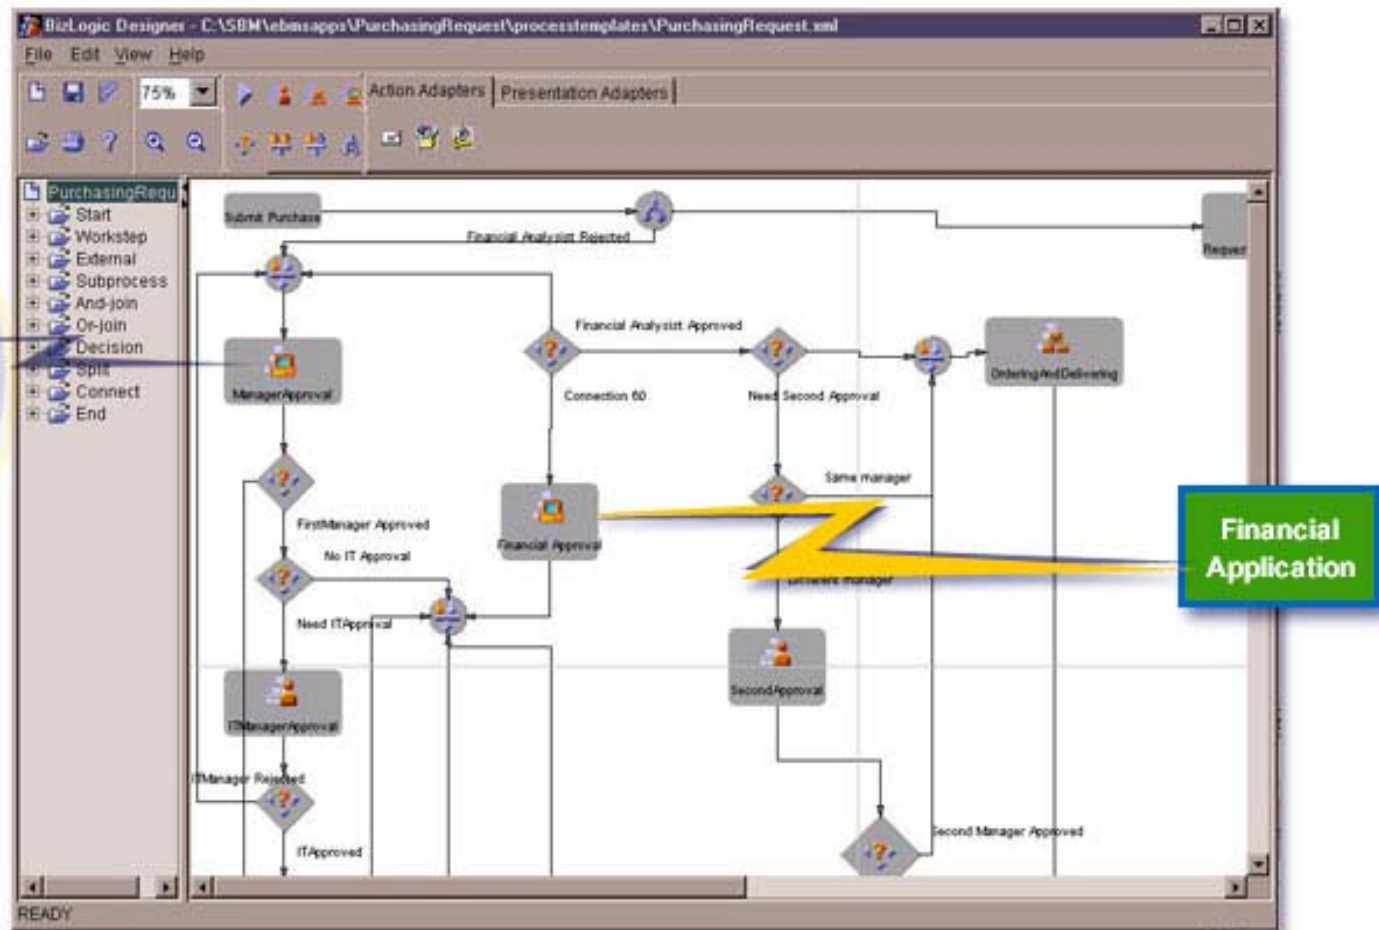 BizLogic Designer - C:\SBM\ebmsapps\PurchasingRequest\processtemplates\PurchasingRequest.xml
File Edit View Help
75%
Action Adapters
Presentation Adapters
PurchasingRequ
Start
Workstep
External
Subprocess
And-join
Or-join
Decision
Split
Connect
End
Submit Purchase
Financial Analysist Rejected
Reques
Financial Analysist Approved
ManagerApproval
Connection 60
Need Second Approval
OrderingAndDelivering
Same manager
FirstManager Approved
Financial Approval
Financial
Application
No IT Approval
Different manager
Need ITApproval
SecondApproval
ITManagerApproval
ITManager Rejected
Second Manager Approved
ITApproved
READY